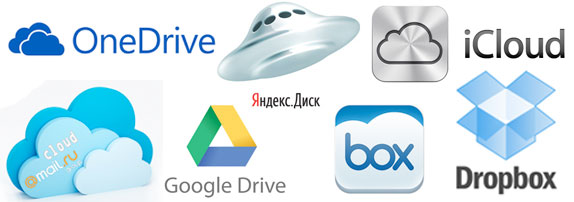 OneDrive
iCloud
Яндекс.Диск
cloud
@mail.ru
Google Drive
box
Dropbox